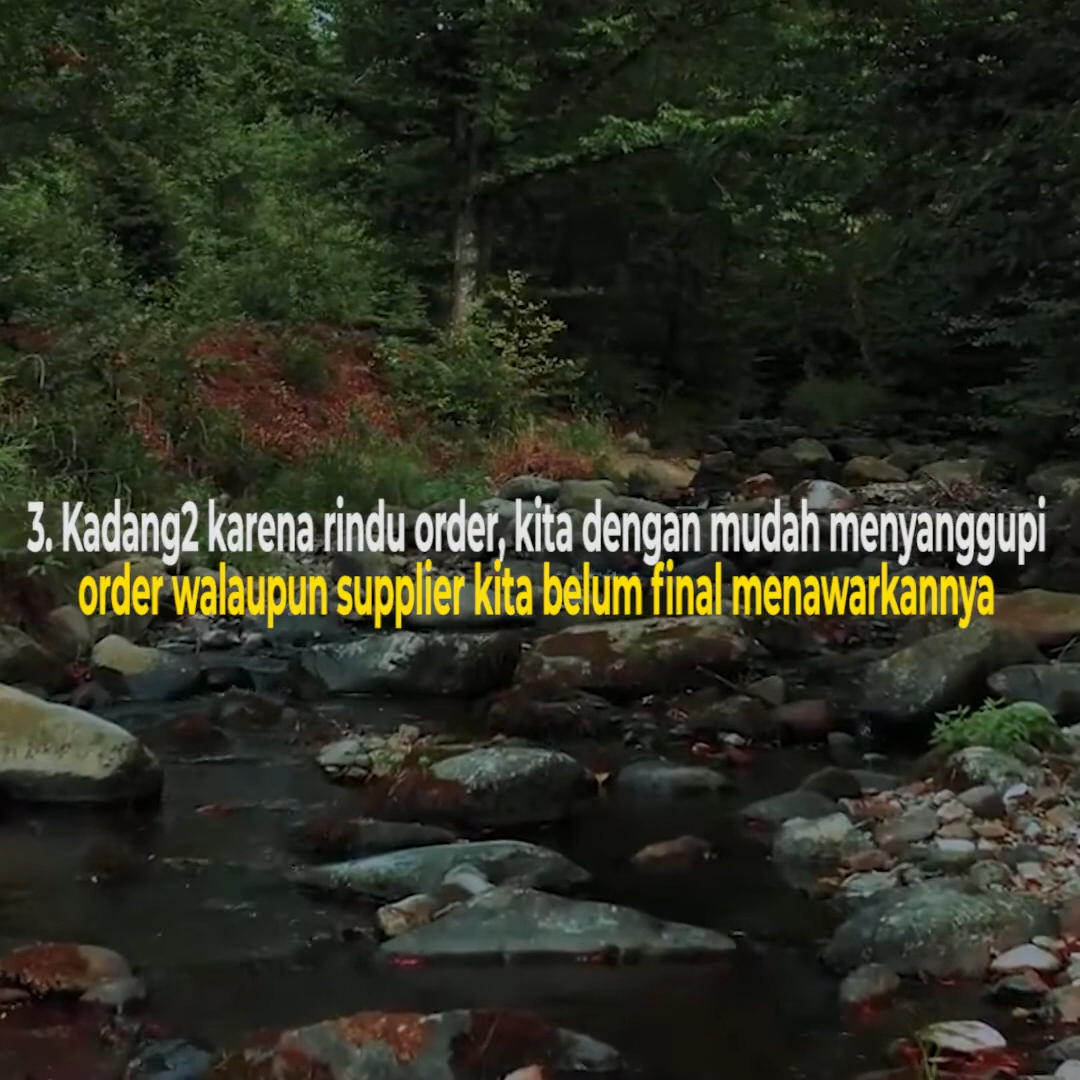 3. Kadang2 karena rindu order, kita dengan mudah menyanggupi
order walaupun supplier kita belum final menawarkannya